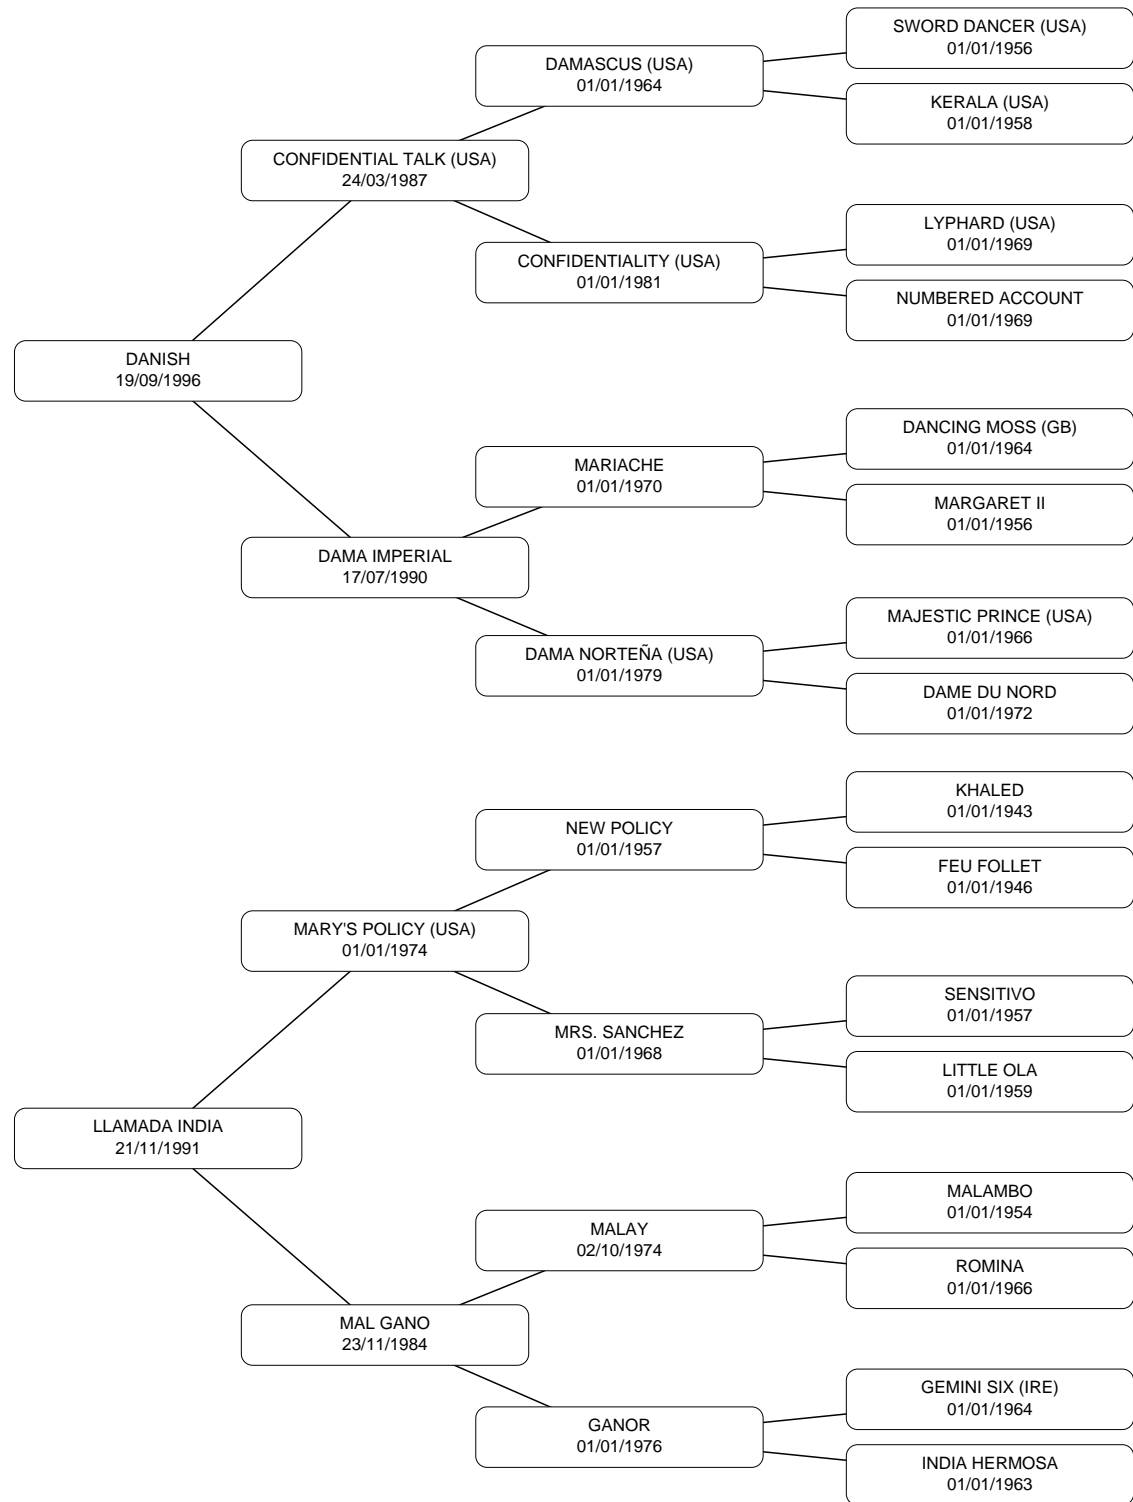 SWORD DANCER (USA)
01/01/1956
DAMASCUS (USA)
01/01/1964
KERALA (USA)
01/01/1958
CONFIDENTIAL TALK (USA)
24/03/1987
LYPHARD (USA)
01/01/1969
CONFIDENTIALITY (USA)
01/01/1981
NUMBERED ACCOUNT
01/01/1969
DANISH
19/09/1996
DANCING MOSS (GB)
01/01/1964
MARIACHE
01/01/1970
MARGARET II
01/01/1956
DAMA IMPERIAL
17/07/1990
MAJESTIC PRINCE (USA)
01/01/1966
DAMA NORTEÑA (USA)
01/01/1979
DAME DU NORD
01/01/1972
KHALED
01/01/1943
NEW POLICY
01/01/1957
FEU FOLLET
01/01/1946
MARY'S POLICY (USA)
01/01/1974
SENSITIVO
01/01/1957
MRS. SANCHEZ
01/01/1968
LITTLE OLA
01/01/1959
LLAMADA INDIA
21/11/1991
MALAMBO
01/01/1954
MALAY
02/10/1974
ROMINA
01/01/1966
MAL GANO
23/11/1984
GEMINI SIX (IRE)
01/01/1964
GANOR
01/01/1976
INDIA HERMOSA
01/01/1963